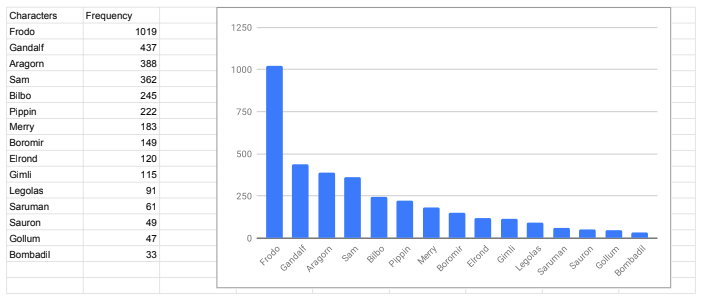 Characters Frequency
Frodo 1019
Gandalf 437
Aragorn 388
Sam 362
Bilbo 245
Pippin 222
Merry 183
Boromir 149
Elrond 120
Gimli 115
Legolas 91
Saruman 61
Sauron 49
Gollum 47
Bombadil 33
1250
1000
750
500
250
0
Frodo Gandalf Aragorn Sam Bilbo Pippin Merry Boromir Elrond Gimli Legolas Saruman Sauron Gollum Bombadil